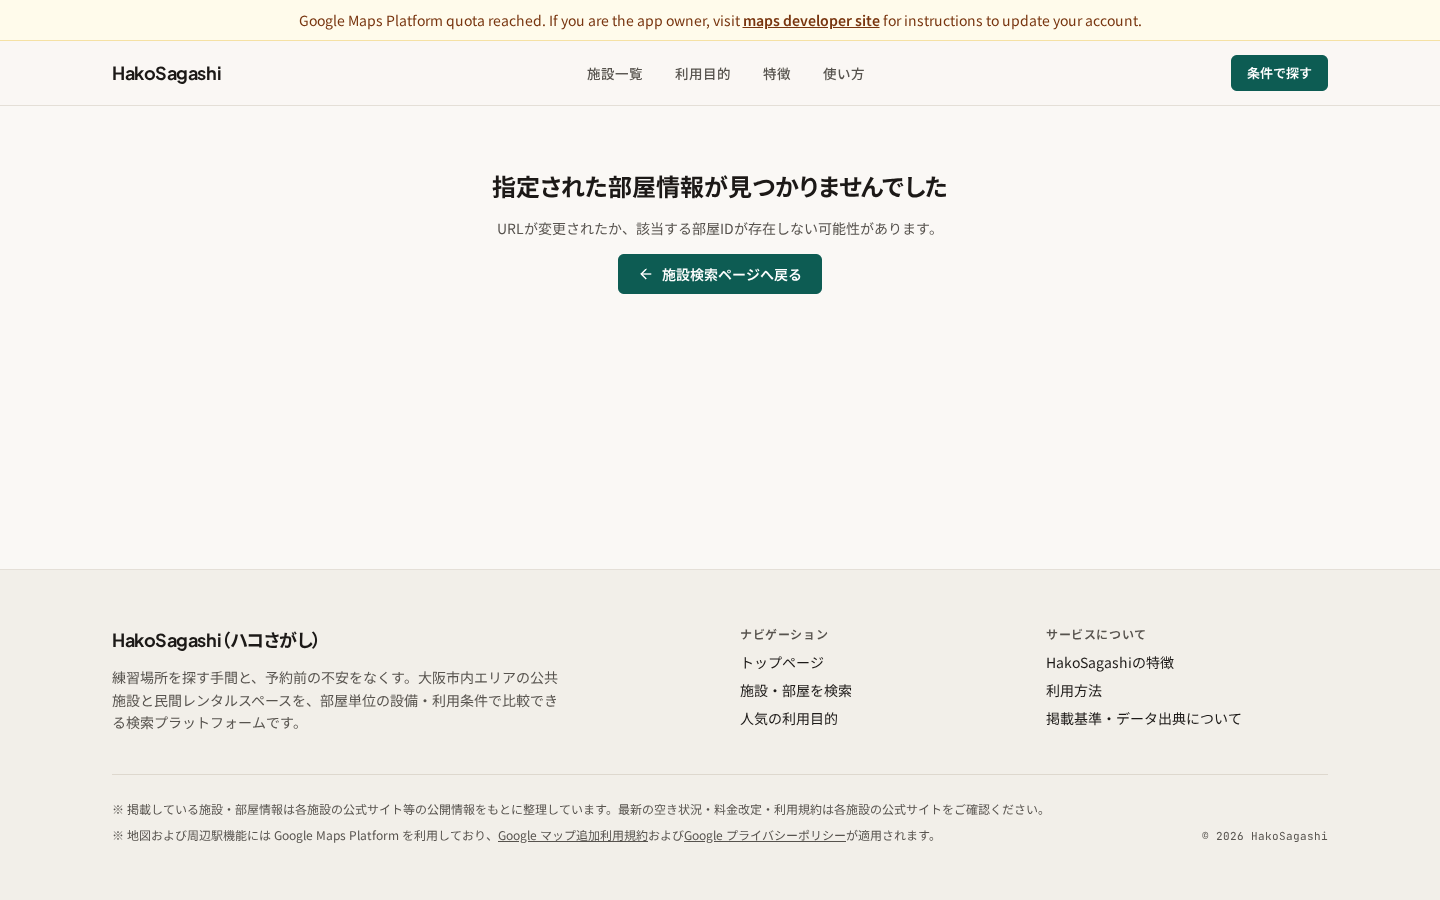 Google Maps Platform quota reached. If you are the app owner, visit maps developer site for instructions to update your account.
HakoSagashi
施設一覧
利用目的
特徴
使い方
条件で探す
指定された部屋情報が見つかりませんでした
URLが変更されたか、該当する部屋IDが存在しない可能性があります。
← 施設検索ページへ戻る
HakoSagashi（ハコさがし）
練習場所を探す手間と、予約前の不安をなくす。大阪市内エリアの公共
施設と民間レンタルスペースを、部屋単位の設備・利用条件で比較でき
る検索プラットフォームです。
ナビゲーション
トップページ
施設・部屋を検索
人気の利用目的
サービスについて
HakoSagashiの特徴
利用方法
掲載基準・データ出典について
※ 掲載している施設・部屋情報は各施設の公式サイト等の公開情報をもとに整理しています。最新の空き状況・料金改定・利用規約は各施設の公式サイトをご確認ください。
※ 地図および周辺駅機能には Google Maps Platform を利用しており、Google マップ追加利用規約およびGoogle プライバシーポリシーが適用されます。
© 2026 HakoSagashi